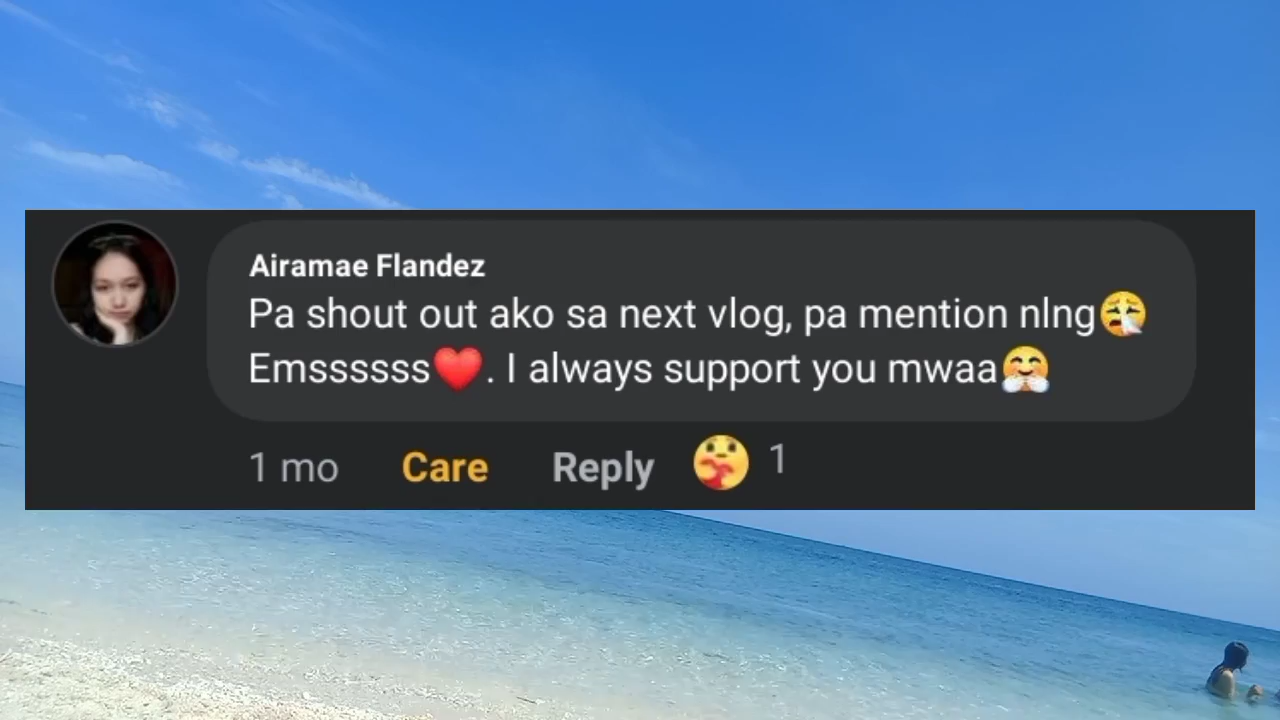 Airamae Flandez
Pa shout out ako sa next vlog, pa mention nlng😤
Emssssss❤️. I always support you mwaa🤗
1 mo Care Reply 1